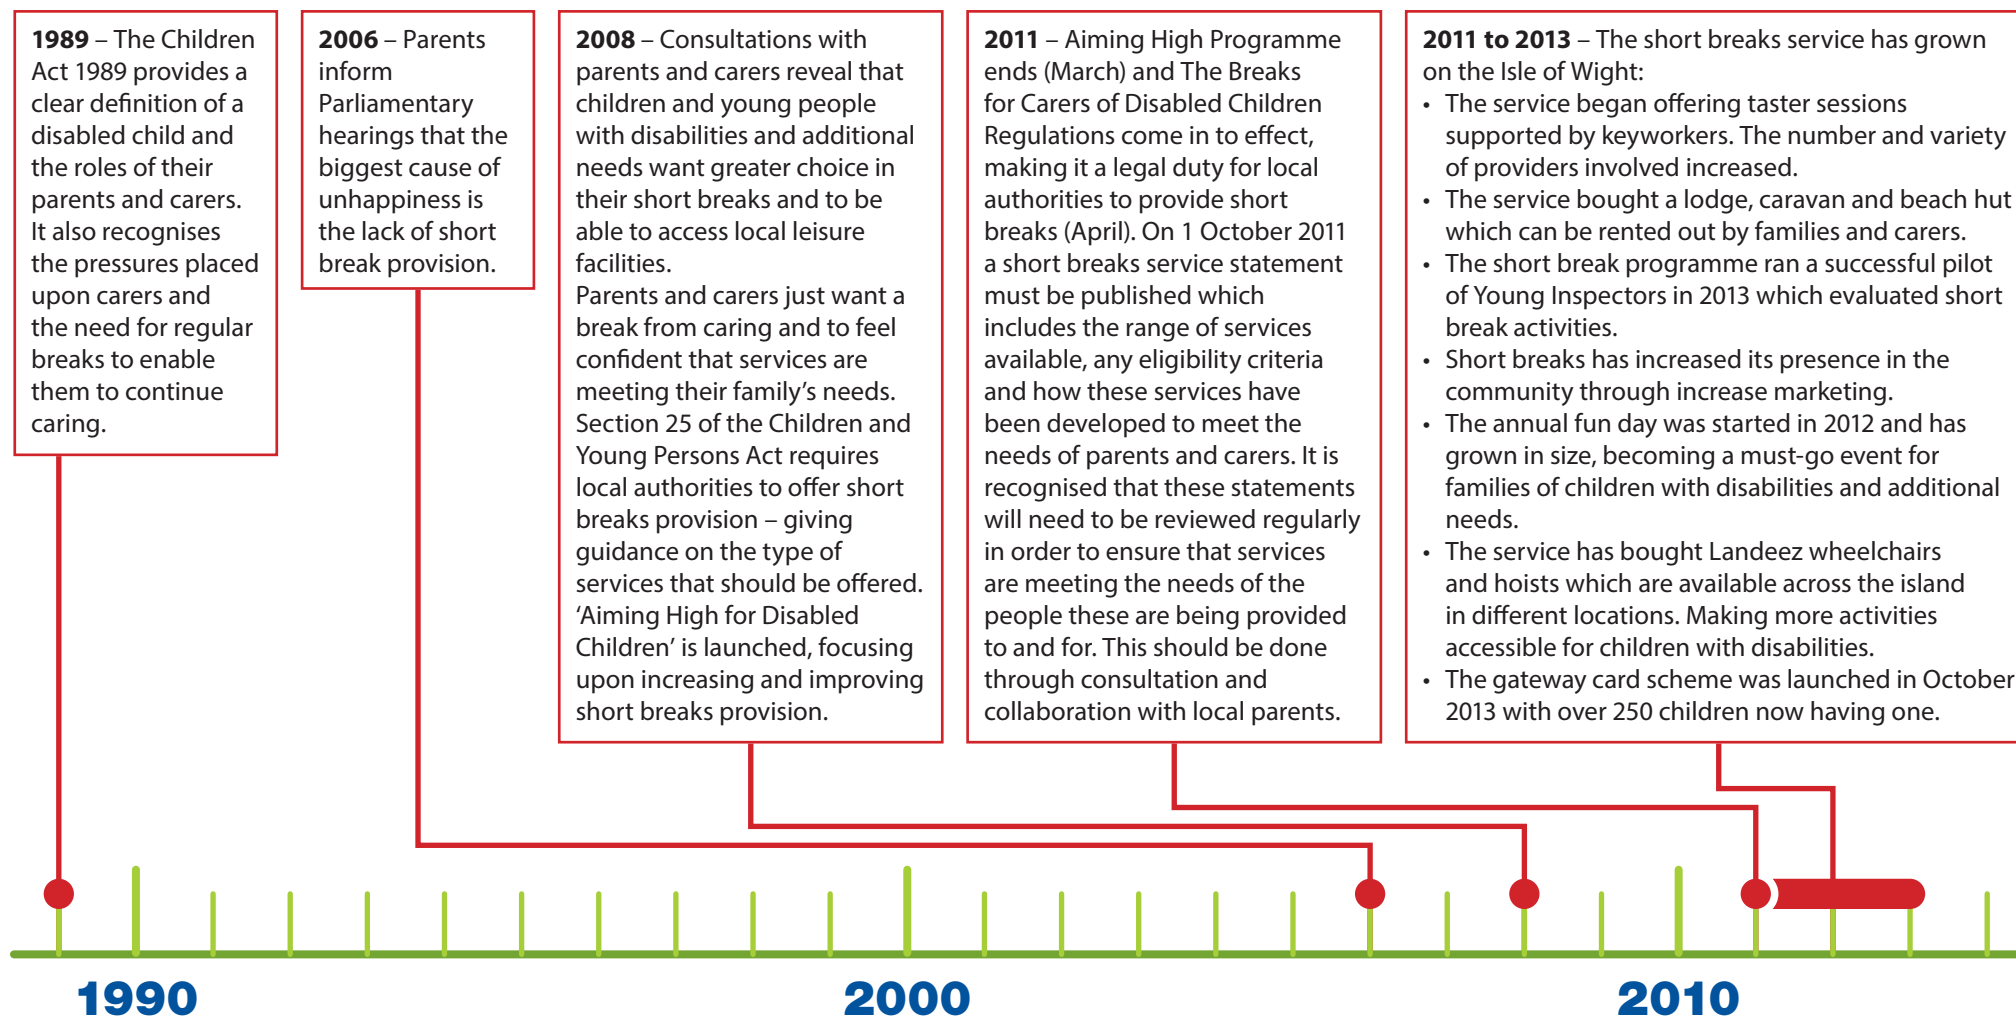 1989 – The Children
Act 1989 provides a
clear definition of a
disabled child and
the roles of their
parents and carers.
It also recognises
the pressures placed
upon carers and
the need for regular
breaks to enable
them to continue
caring.
2006 – Parents
inform
Parliamentary
hearings that the
biggest cause of
unhappiness is
the lack of short
break provision.
2008 – Consultations with
parents and carers reveal that
children and young people
with disabilities and additional
needs want greater choice in
their short breaks and to be
able to access local leisure
facilities.
Parents and carers just want a
break from caring and to feel
confident that services are
meeting their family’s needs.
Section 25 of the Children and
Young Persons Act requires
local authorities to offer short
breaks provision – giving
guidance on the type of
services that should be offered.
‘Aiming High for Disabled
Children’ is launched, focusing
upon increasing and improving
short breaks provision.
2011 – Aiming High Programme
ends (March) and The Breaks
for Carers of Disabled Children
Regulations come in to effect,
making it a legal duty for local
authorities to provide short
breaks (April). On 1 October 2011
a short breaks service statement
must be published which
includes the range of services
available, any eligibility criteria
and how these services have
been developed to meet the
needs of parents and carers. It is
recognised that these statements
will need to be reviewed regularly
in order to ensure that services
are meeting the needs of the
people these are being provided
to and for. This should be done
through consultation and
collaboration with local parents.
2011 to 2013 – The short breaks service has grown
on the Isle of Wight:
• The service began offering taster sessions
supported by keyworkers. The number and variety
of providers involved increased.
• The service bought a lodge, caravan and beach hut
which can be rented out by families and carers.
• The short break programme ran a successful pilot
of Young Inspectors in 2013 which evaluated short
break activities.
• Short breaks has increased its presence in the
community through increase marketing.
• The annual fun day was started in 2012 and has
grown in size, becoming a must-go event for
families of children with disabilities and additional
needs.
• The service has bought Landeez wheelchairs
and hoists which are available across the island
in different locations. Making more activities
accessible for children with disabilities.
• The gateway card scheme was launched in October
2013 with over 250 children now having one.
1990
2000
2010